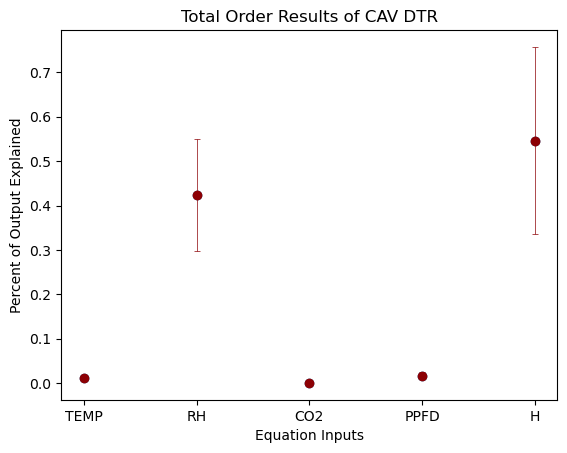 Total Order Results of CAV DTR
Percent of Output Explained
0.7
0.6
0.5
0.4
0.3
0.2
0.1
0.0
TEMP RH CO2 PPFD H
Equation Inputs